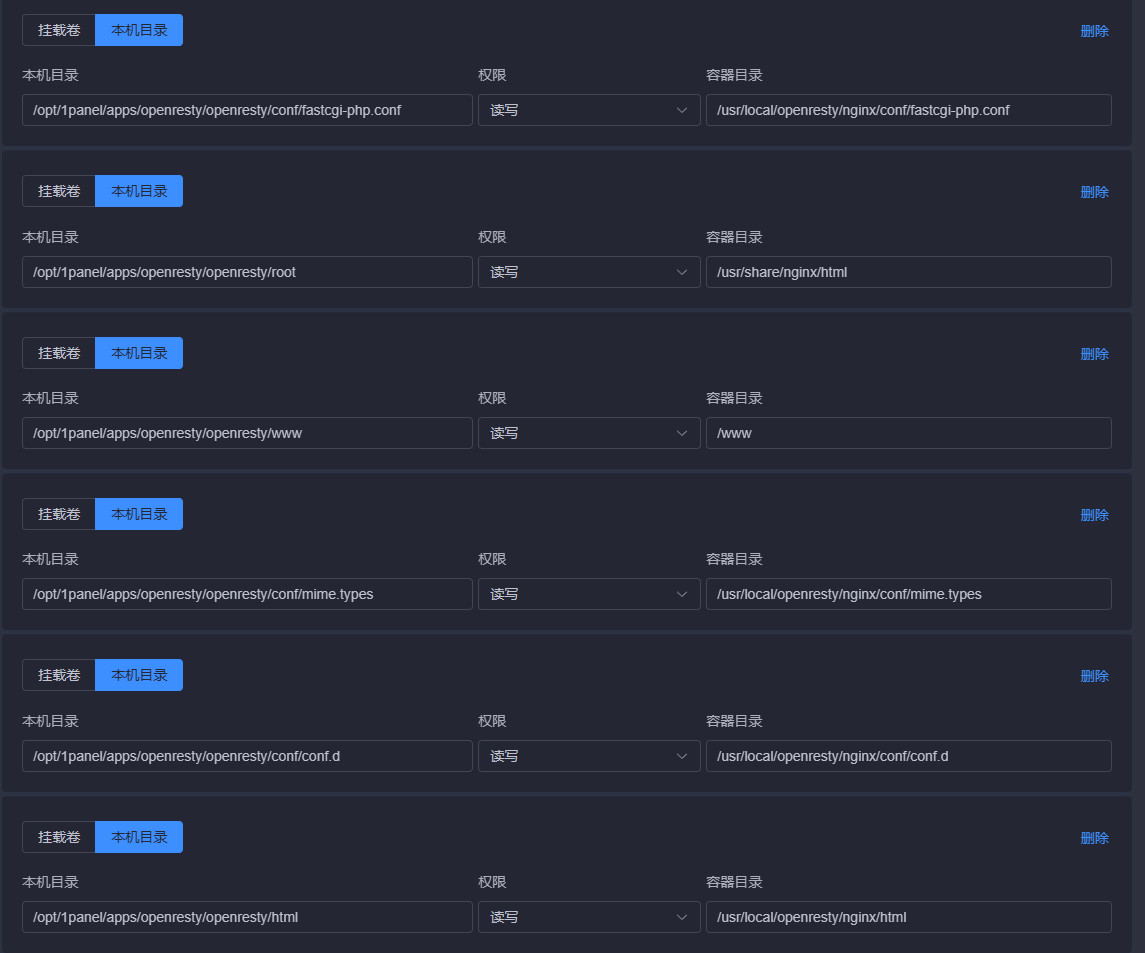 挂载卷 本机目录 删除
本机目录 权限 容器目录
/opt/1panel/apps/openresty/openresty/conf/fastcgi-php.conf 读写 /usr/local/openresty/nginx/conf/fastcgi-php.conf
挂载卷 本机目录 删除
本机目录 权限 容器目录
/opt/1panel/apps/openresty/openresty/root 读写 /usr/share/nginx/html
挂载卷 本机目录 删除
本机目录 权限 容器目录
/opt/1panel/apps/openresty/openresty/www 读写 /www
挂载卷 本机目录 删除
本机目录 权限 容器目录
/opt/1panel/apps/openresty/openresty/conf/mime.types 读写 /usr/local/openresty/nginx/conf/mime.types
挂载卷 本机目录 删除
本机目录 权限 容器目录
/opt/1panel/apps/openresty/openresty/conf/conf.d 读写 /usr/local/openresty/nginx/conf/conf.d
挂载卷 本机目录 删除
本机目录 权限 容器目录
/opt/1panel/apps/openresty/openresty/html 读写 /usr/local/openresty/nginx/html